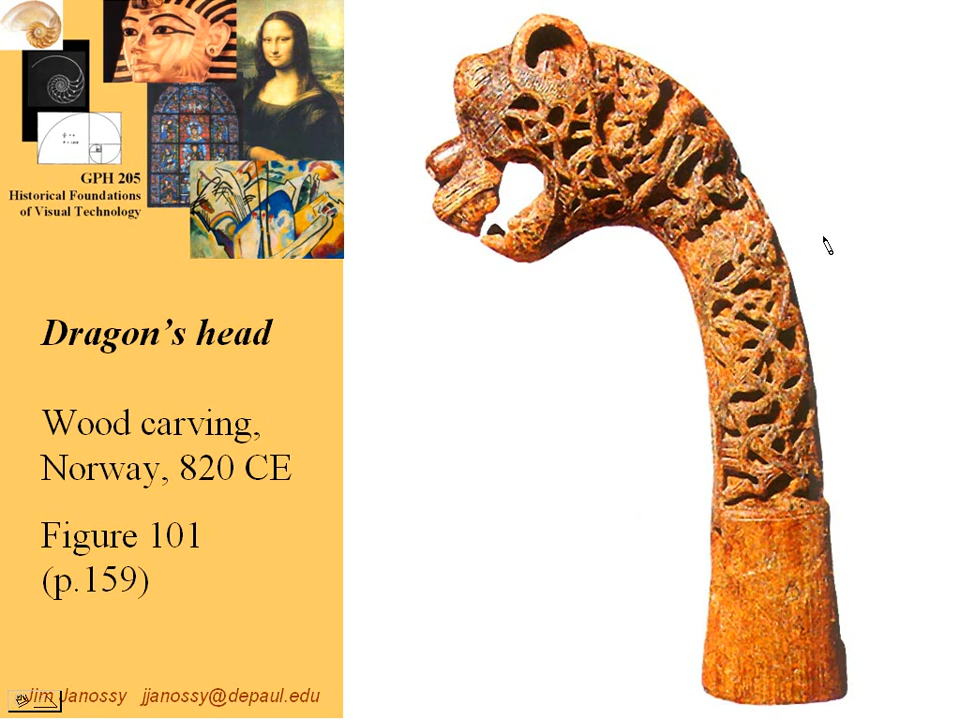 GPH 205
Historical Foundations
of Visual Technology
Dragon’s head
Wood carving,
Norway, 820 CE
Figure 101
(p.159)
Jim Janossy jjanossy@depaul.edu